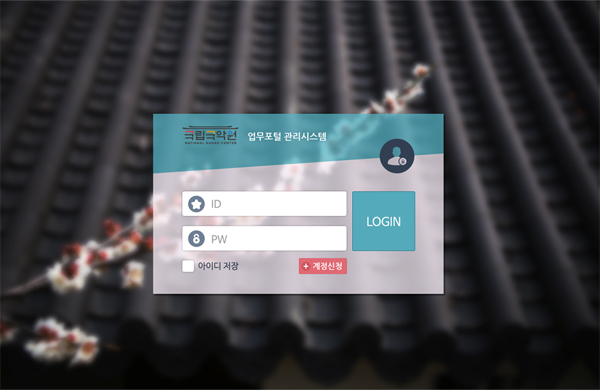 국립국악원 업무포털 관리시스템
NATIONAL GUGAK CENTER
ID
LOGIN
PW
아이디 저장
+ 계정신청